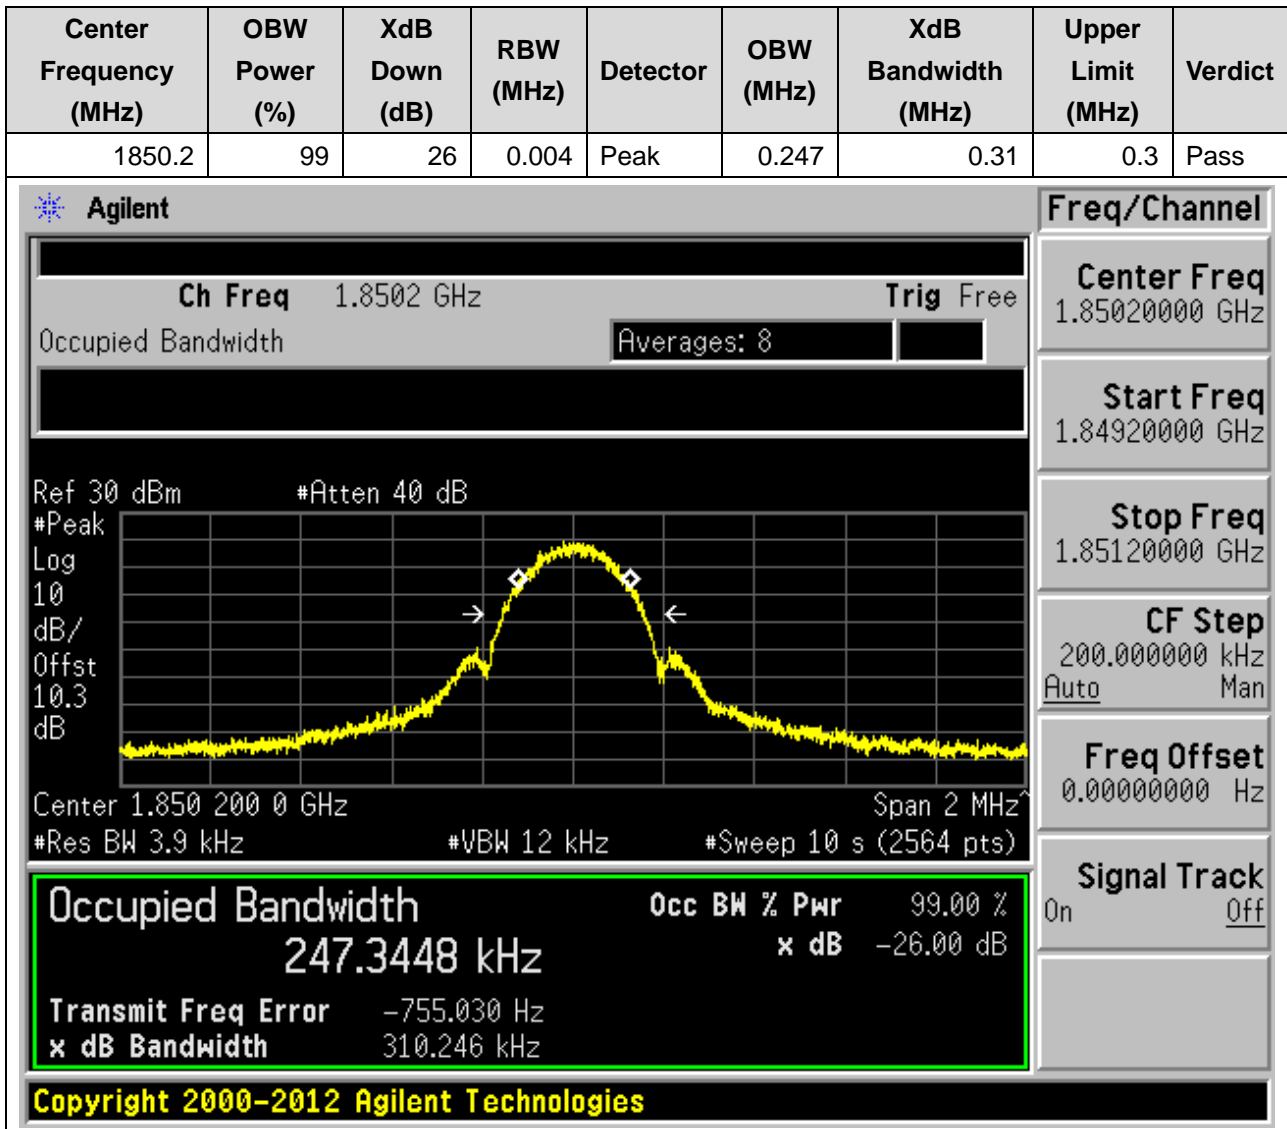 Center Frequency (MHz) OBW Power (%) XdB Down (dB) RBW (MHz) Detector OBW (MHz) XdB Bandwidth (MHz) Upper Limit (MHz) Verdict
1850.2 99 26 0.004 Peak 0.247 0.31 0.3 Pass
Agilent
Freq/Channel
Ch Freq 1.8502 GHz Trig Free
Occupied Bandwidth Averages: 8
Center Freq
1.85020000 GHz
Start Freq
1.84920000 GHz
Stop Freq
1.85120000 GHz
CF Step
200.000000 kHz
Auto Man
Freq Offset
0.00000000 Hz
Signal Track
On Off
Ref 30 dBm #Atten 40 dB
#Peak
Log
10
dB/
Offst
10.3
dB
Center 1.850 200 0 GHz Span 2 MHz^
#Res BW 3.9 kHz #VBW 12 kHz #Sweep 10 s (2564 pts)
Occupied Bandwidth Occ BW % Pwr 99.00 %
247.3448 kHz x dB -26.00 dB
Transmit Freq Error -755.030 Hz
x dB Bandwidth 310.246 kHz
Copyright 2000-2012 Agilent Technologies